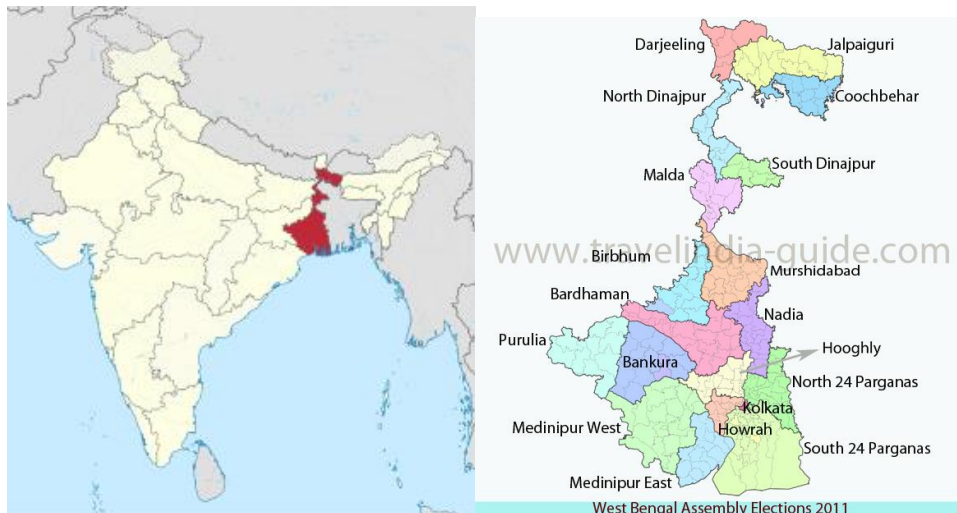 Darjeeling
Jalpaiguri
North Dinajpur
Coochbehar
Malda
South Dinajpur
www.travelindia-guide.com
Birbhum
Murshidabad
Bardhaman
Nadia
Purulia
Hooghly
Bankura
North 24 Parganas
Kolkata
Medinipur West
Howrah
South 24 Parganas
Medinipur East
West Bengal Assembly Elections 2011